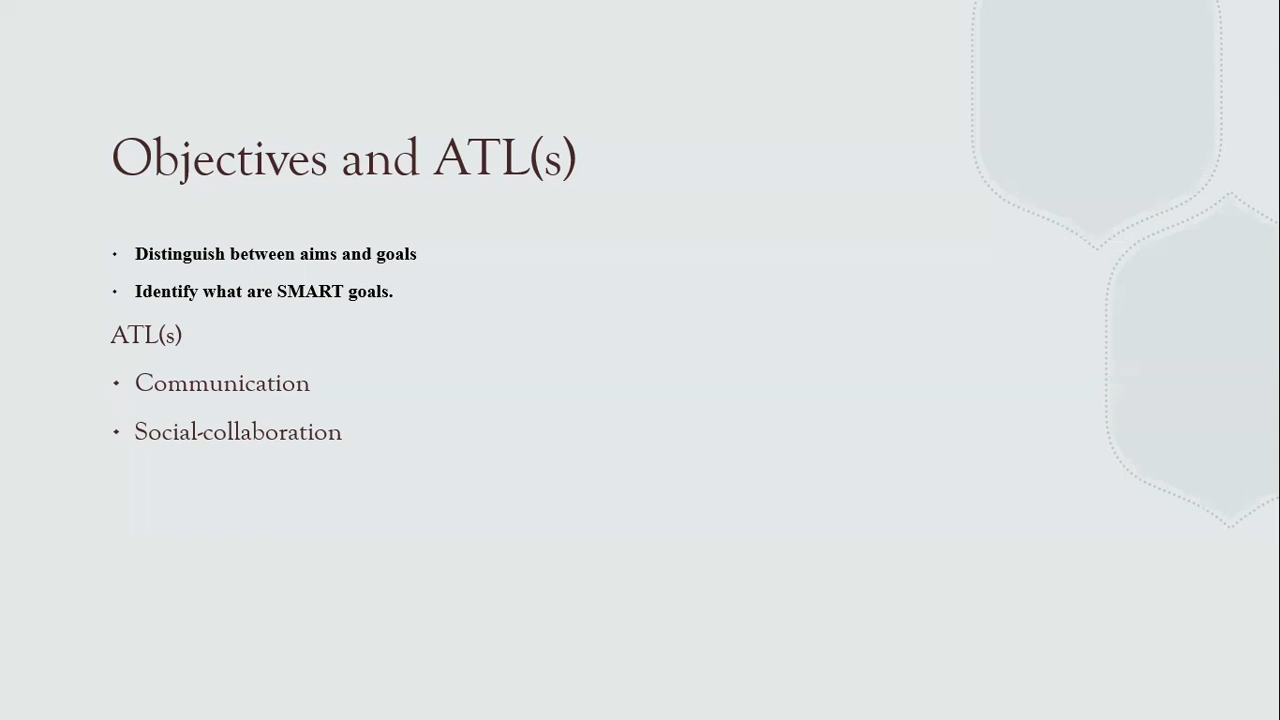 Objectives and ATL(s)
• Distinguish between aims and goals
• Identify what are SMART goals.
ATL(s)
• Communication
• Social-collaboration